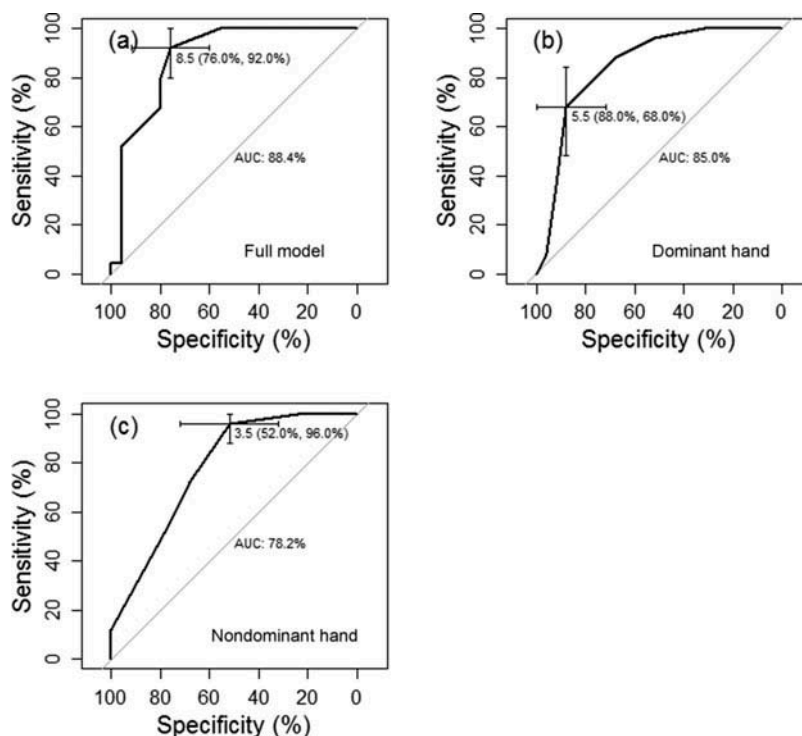 (a)
8.5 (76.0%, 92.0%)
AUC: 88.4%
Full model
Sensitivity (%)
0 20 40 60 80 100
100 80 60 40 20 0
Specificity (%)
(b)
5.5 (88.0%, 68.0%)
AUC: 85.0%
Dominant hand
Sensitivity (%)
0 20 40 60 80 100
100 80 60 40 20 0
Specificity (%)
(c)
3.5 (52.0%, 96.0%)
AUC: 78.2%
Nondominant hand
Sensitivity (%)
0 20 40 60 80 100
100 80 60 40 20 0
Specificity (%)